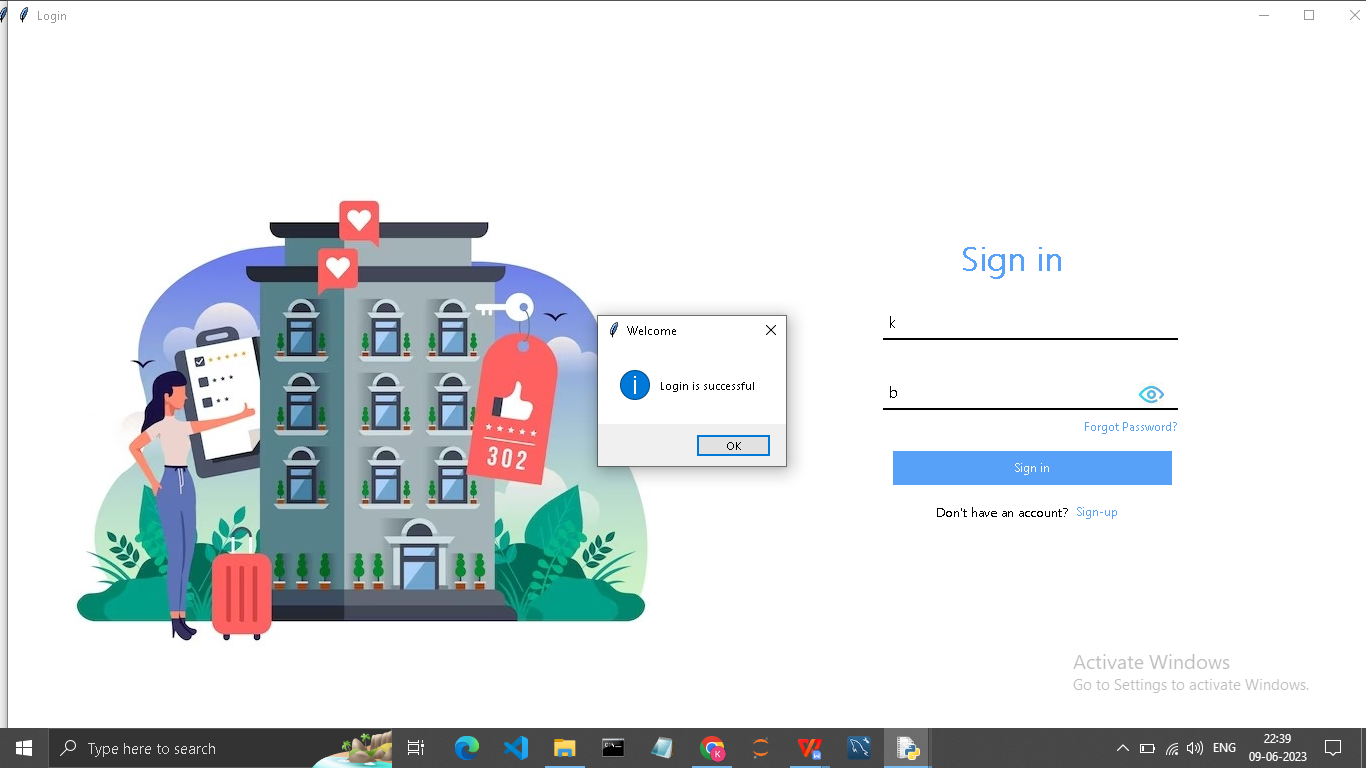 Login
Sign in
k
Welcome
Login is successful
OK
b
Forgot Password?
Sign in
Don't have an account? Sign-up
302
Activate Windows
Go to Settings to activate Windows.
Type here to search
K
ENG
22:39
09-06-2023